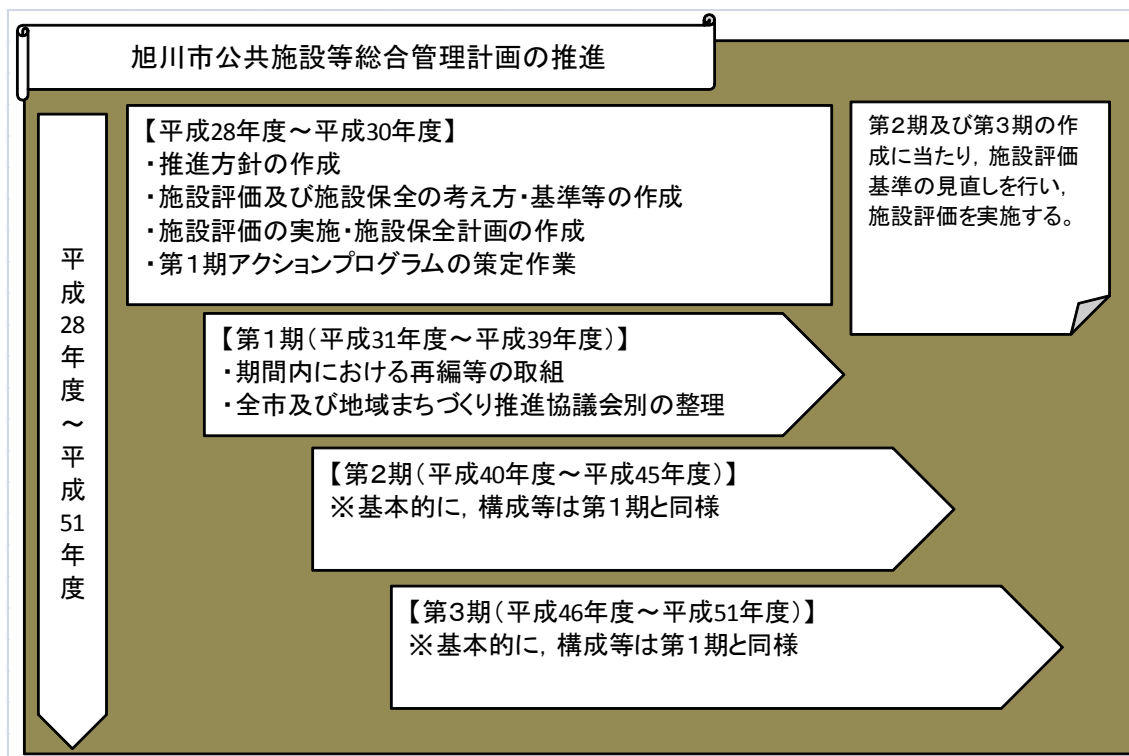 旭川市公共施設等総合管理計画の推進
平成28年度～平成51年度
【平成28年度～平成30年度】
・推進方針の作成
・施設評価及び施設保全の考え方・基準等の作成
・施設評価の実施・施設保全計画の作成
・第１期アクションプログラムの策定作業
第２期及び第３期の作
成に当たり，施設評価
基準の見直しを行い，
施設評価を実施する。
【第１期（平成31年度～平成39年度）】
・期間内における再編等の取組
・全市及び地域まちづくり推進協議会別の整理
【第２期（平成40年度～平成45年度）】
※基本的に，構成等は第１期と同様
【第３期（平成46年度～平成51年度）】
※基本的に，構成等は第１期と同様